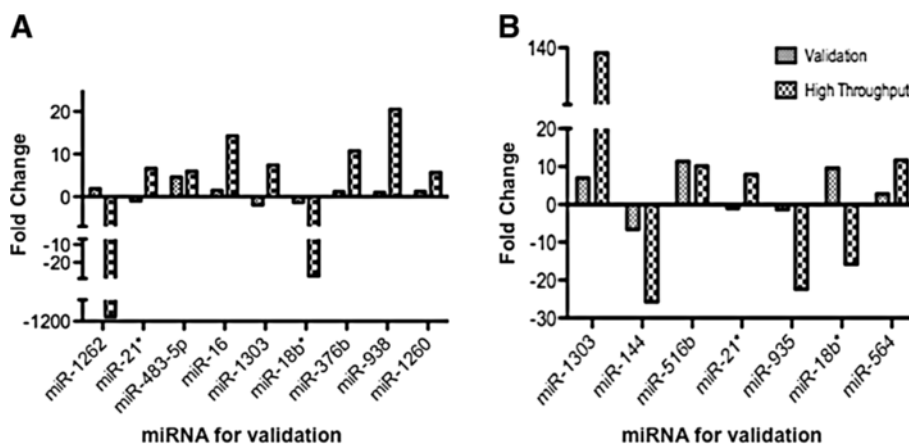 A
Fold Change
20
10
0
-10
-20
-1200
miR-1262
miR-21*
miR-483-5p
miR-16
miR-1303
miR-18b*
miR-376b
miR-938
miR-1260
miRNA for validation
B
Fold Change
140
20
10
0
-10
-20
-30
Validation
High Throughput
miR-1303
miR-144
miR-516b
miR-21*
miR-935
miR-18b*
miR-564
miRNA for validation